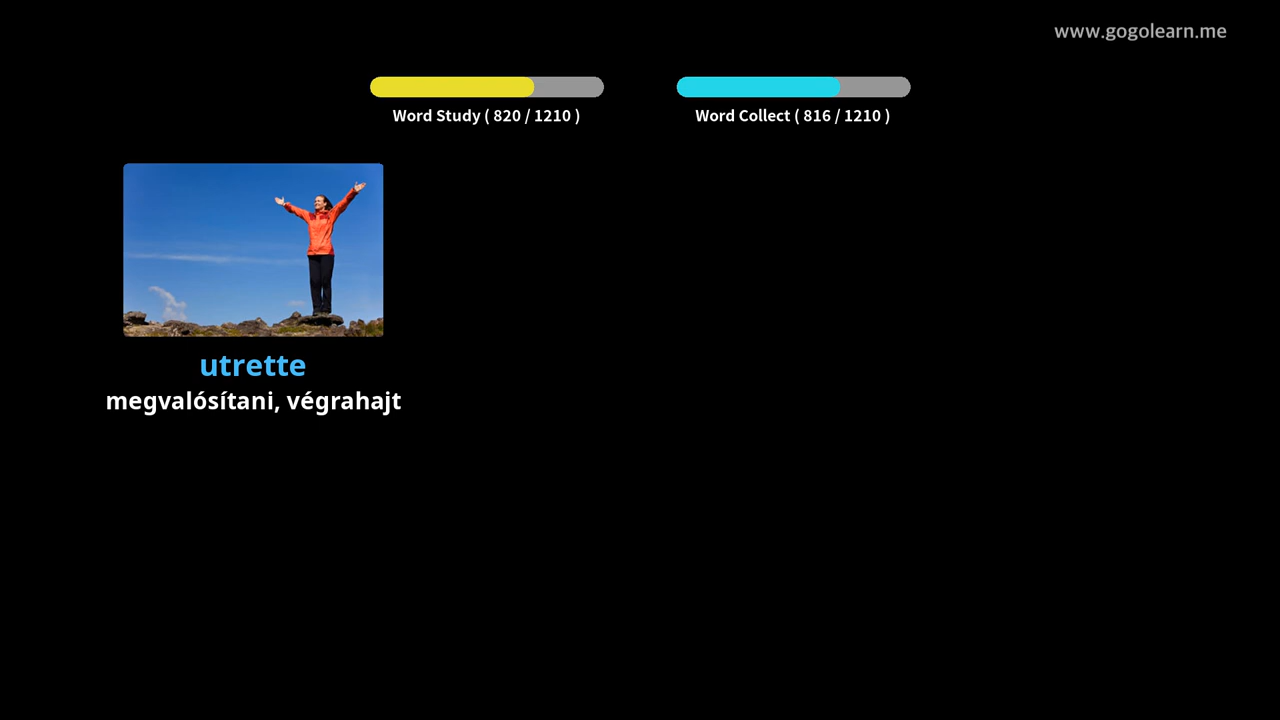 www.gogolearn.me
Word Study ( 820 / 1210 )
Word Collect ( 816 / 1210 )
utrette
megvalósítani, végrahajt